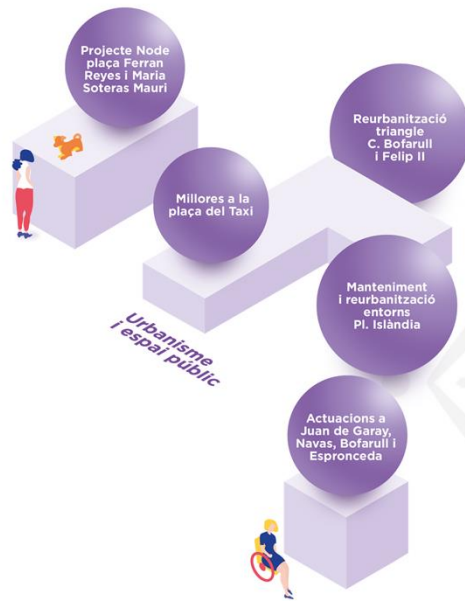 Projecte Node
plaça Ferran
Reyes i Maria
Soteras Mauri
Reurbanització
triangle
C. Bofarull
i Felip II
Millores a la
plaça del Taxi
Manteniment
i reurbanització
entorns
Pl. Islàndia
Urbanisme
i espai públic
Actuacions a
Juan de Garay,
Navas, Bofarull i
Espronceda